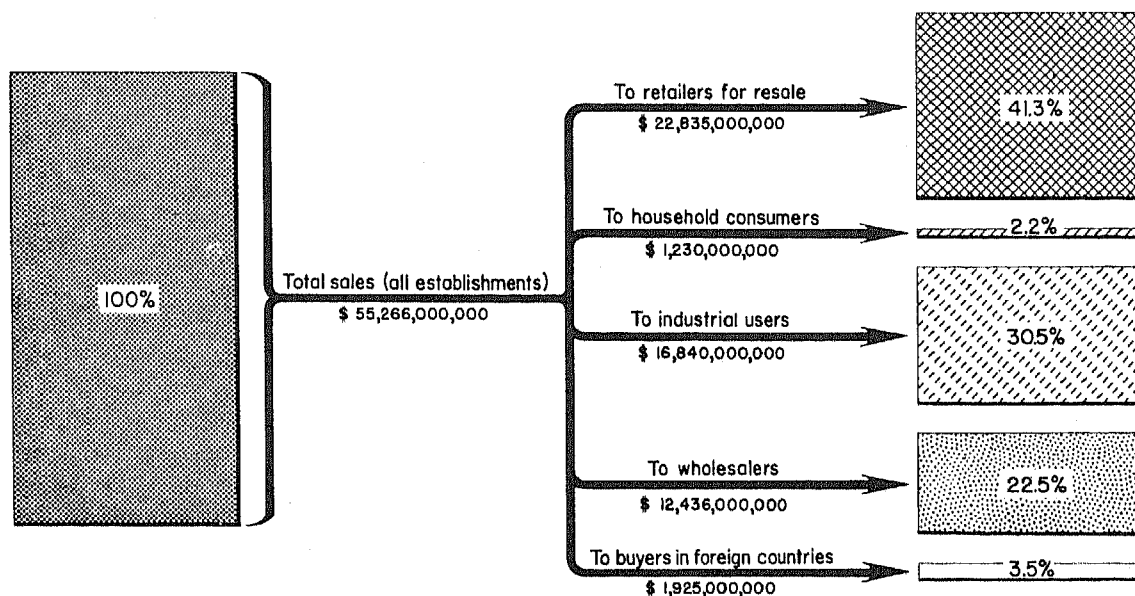 100%
Total sales (all establishments)
$ 55,266,000,000
To retailers for resale
$ 22,835,000,000
41.3%
To household consumers
$ 1,230,000,000
2.2%
To industrial users
$ 16,840,000,000
30.5%
To wholesalers
$ 12,436,000,000
22.5%
To buyers in foreign countries
$ 1,925,000,000
3.5%